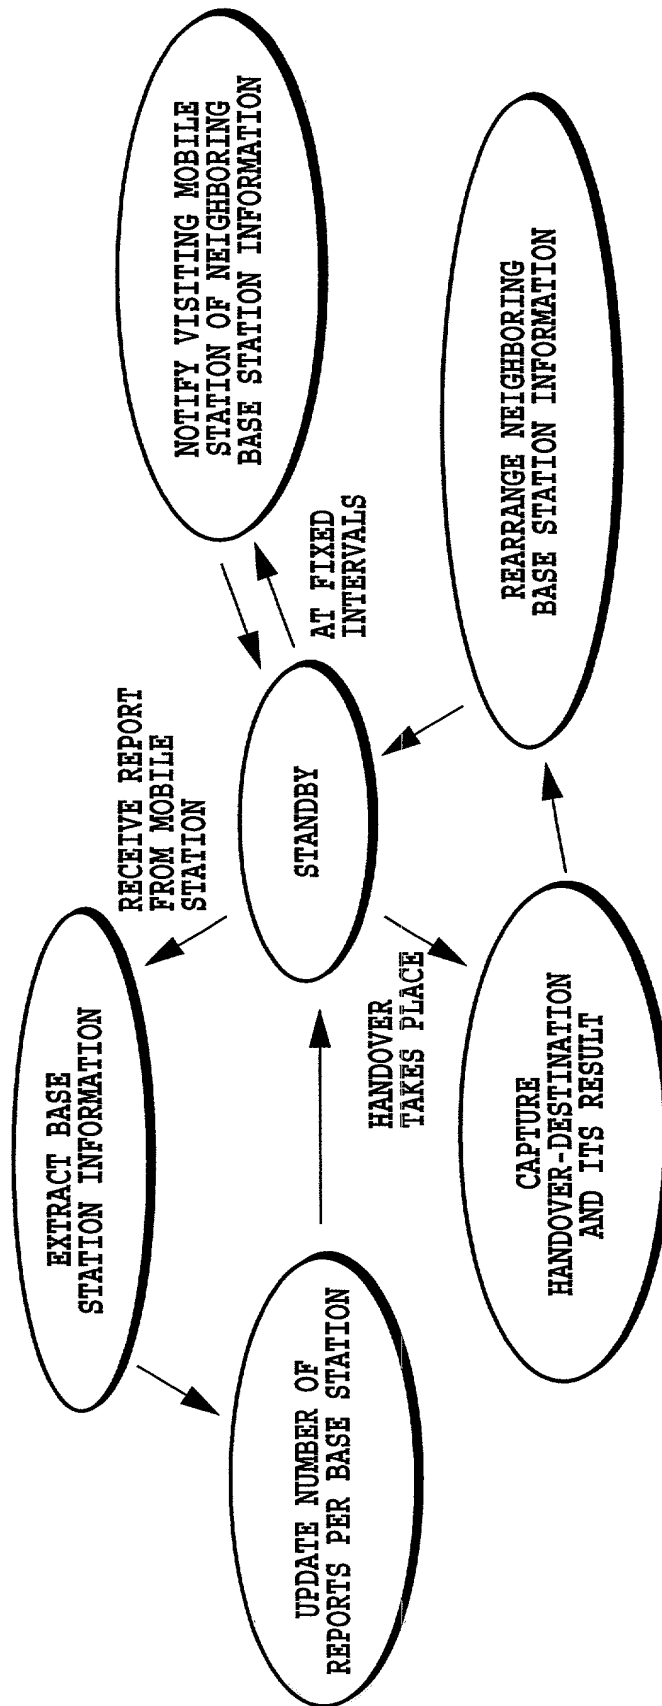 EXTRACT BASE
STATION INFORMATION
RECEIVE REPORT
FROM MOBILE
STATION
NOTIFY VISITING MOBILE
STATION OF NEIGHBORING
BASE STATION INFORMATION
UPDATE NUMBER OF
REPORTS PER BASE STATION
STANDBY
AT FIXED
INTERVALS
HANDOVER
TAKES PLACE
CAPTURE
HANDOVER-DESTINATION
AND ITS RESULT
REARRANGE NEIGHBORING
BASE STATION INFORMATION